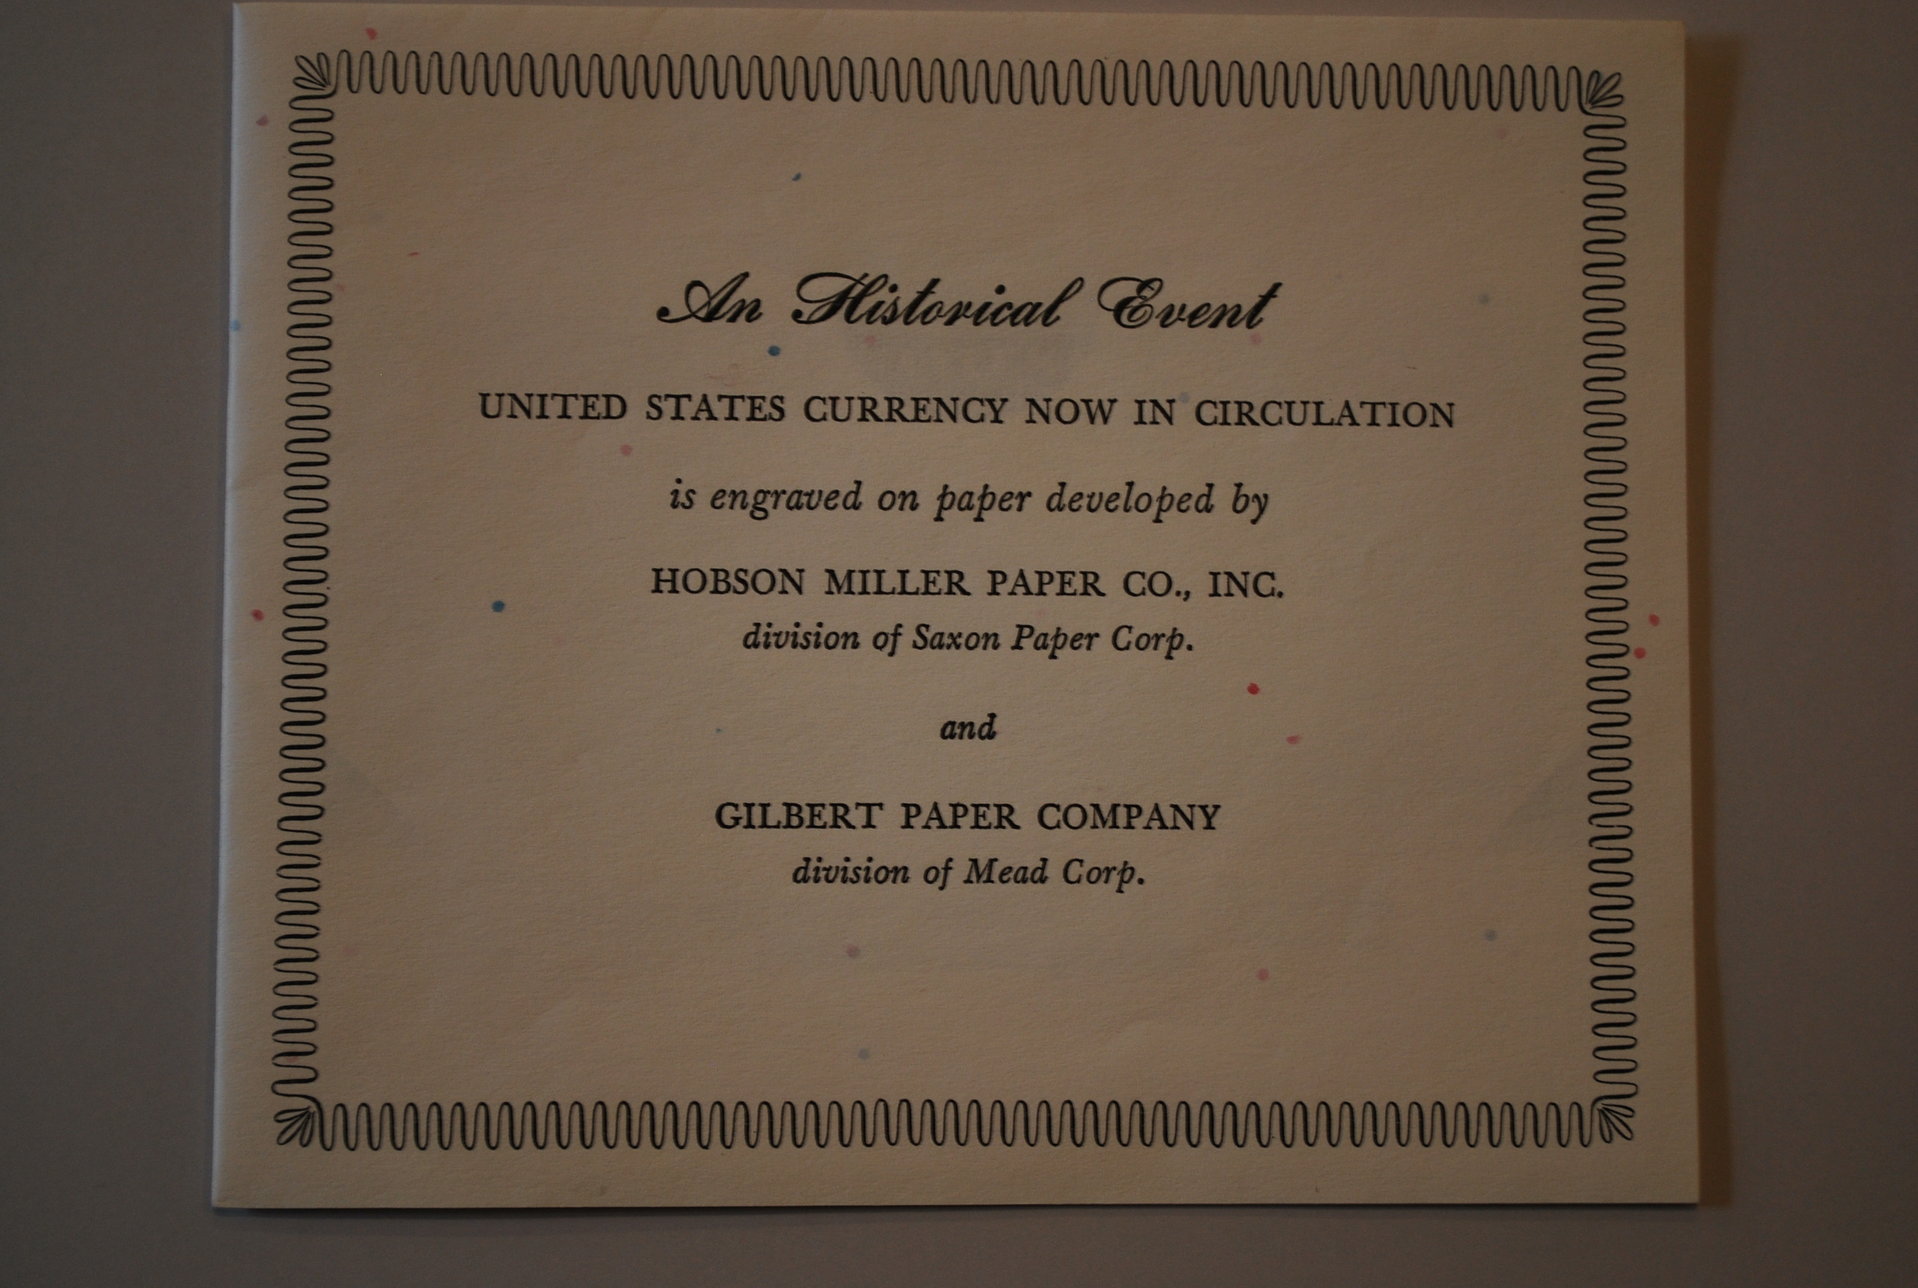 An Historical Event
UNITED STATES CURRENCY NOW IN CIRCULATION
is engraved on paper developed by
HOBSON MILLER PAPER CO., INC.
division of Saxon Paper Corp.
and
GILBERT PAPER COMPANY
division of Mead Corp.